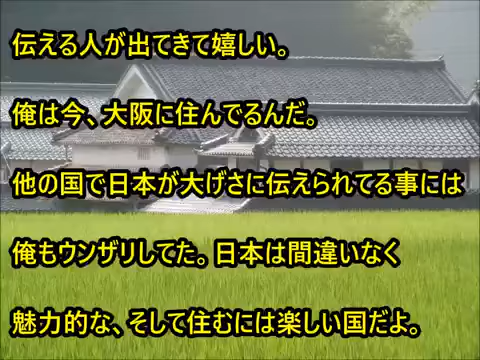 伝える人が出てきて嬉しい。
俺は今、大阪に住んでるんだ。
他の国で日本が大げさに伝えられてる事には
俺もウンザリしてた。日本は間違いなく
魅力的な、そして住むには楽しい国だよ。